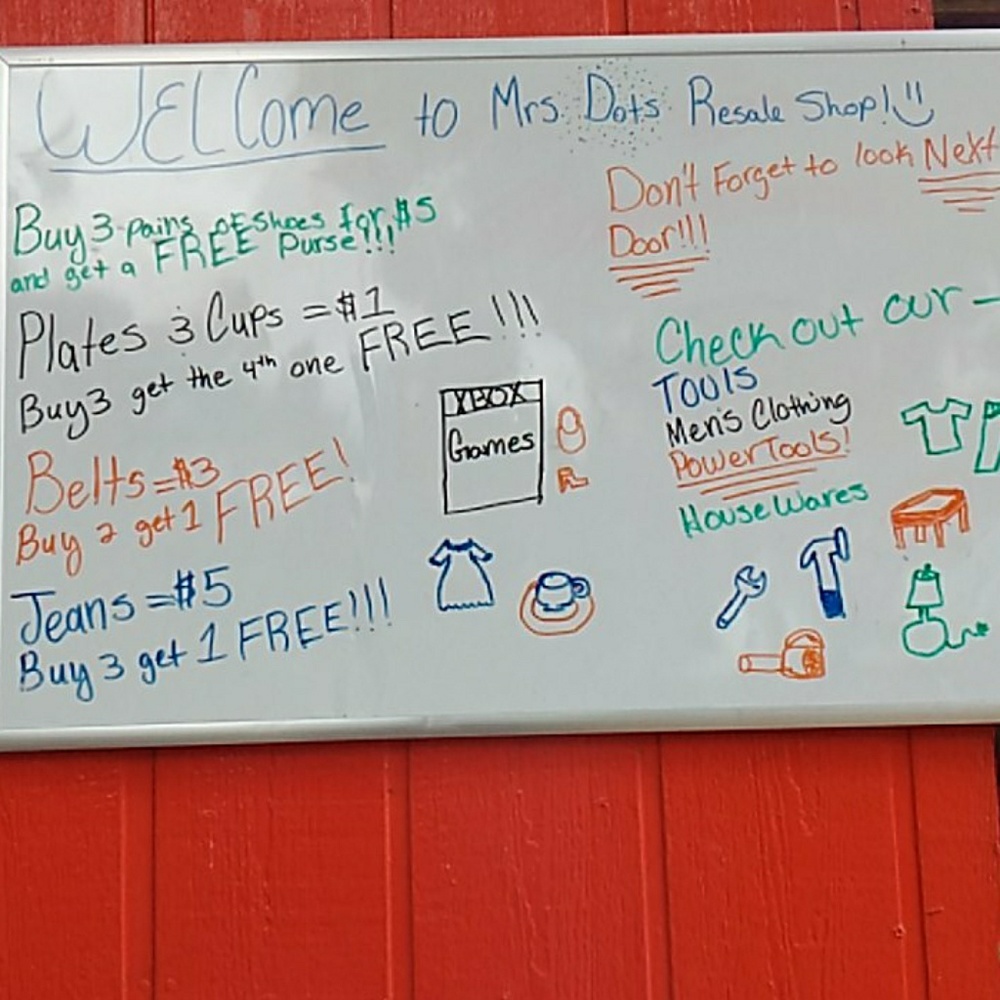 WELCome to Mrs. Dots Resale Shop!
Buy 3 pairs of shoes for $5
and get a FREE Purse!!!
Plates & Cups = $1
Buy 3 get the 4th one FREE!!!
Belts = $3
Buy 2 get 1 FREE!
Jeans = $5
Buy 3 get 1 FREE!!!
XBOX
Games
Don't Forget to look Next
Door!!!
Check out our -
TOOlS
Men's Clothing
PowerTools!
HouseWares